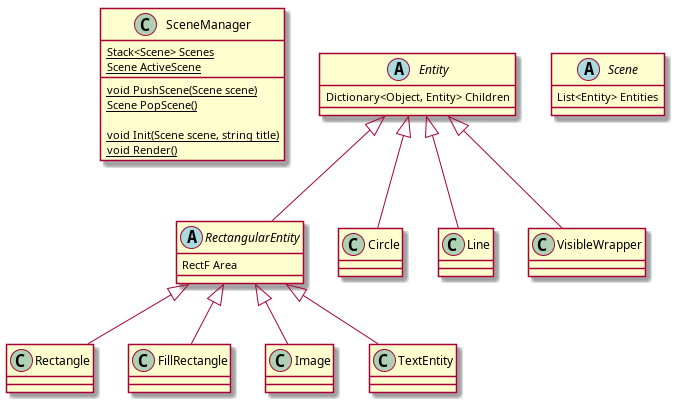 C SceneManager
Stack<Scene> Scenes
Scene ActiveScene
void PushScene(Scene scene)
Scene PopScene()
void Init(Scene scene, string title)
void Render()
A Entity
Dictionary<Object, Entity> Children
A Scene
List<Entity> Entities
A RectangularEntity
RectF Area
C Circle
C Line
C VisibleWrapper
C Rectangle
C FillRectangle
C Image
C TextEntity